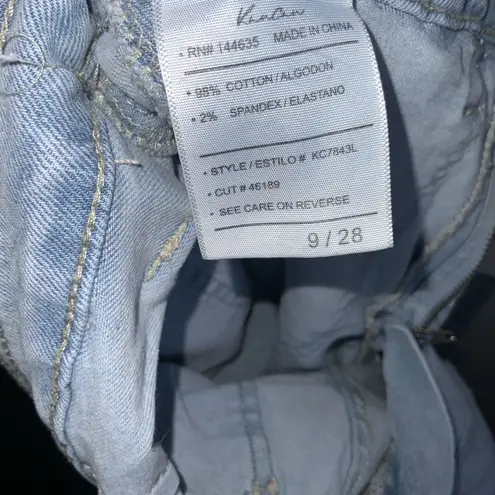 KanCan
• RN# 144635 MADE IN CHINA
• 98% COTTON/ALGODON
• 2% SPANDEX/ELASTANO
• STYLE/ESTILO # KC7843L
• CUT # 46189
• SEE CARE ON REVERSE
9 / 28